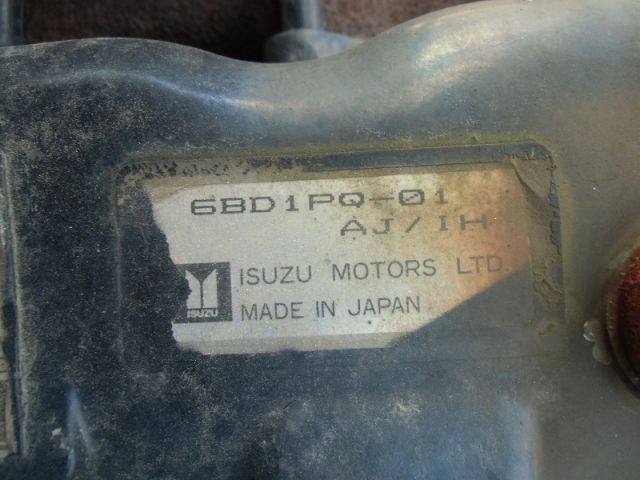 6BD1PQ-01
AJ/IH
ISUZU MOTORS LTD
ISUZU
MADE IN JAPAN